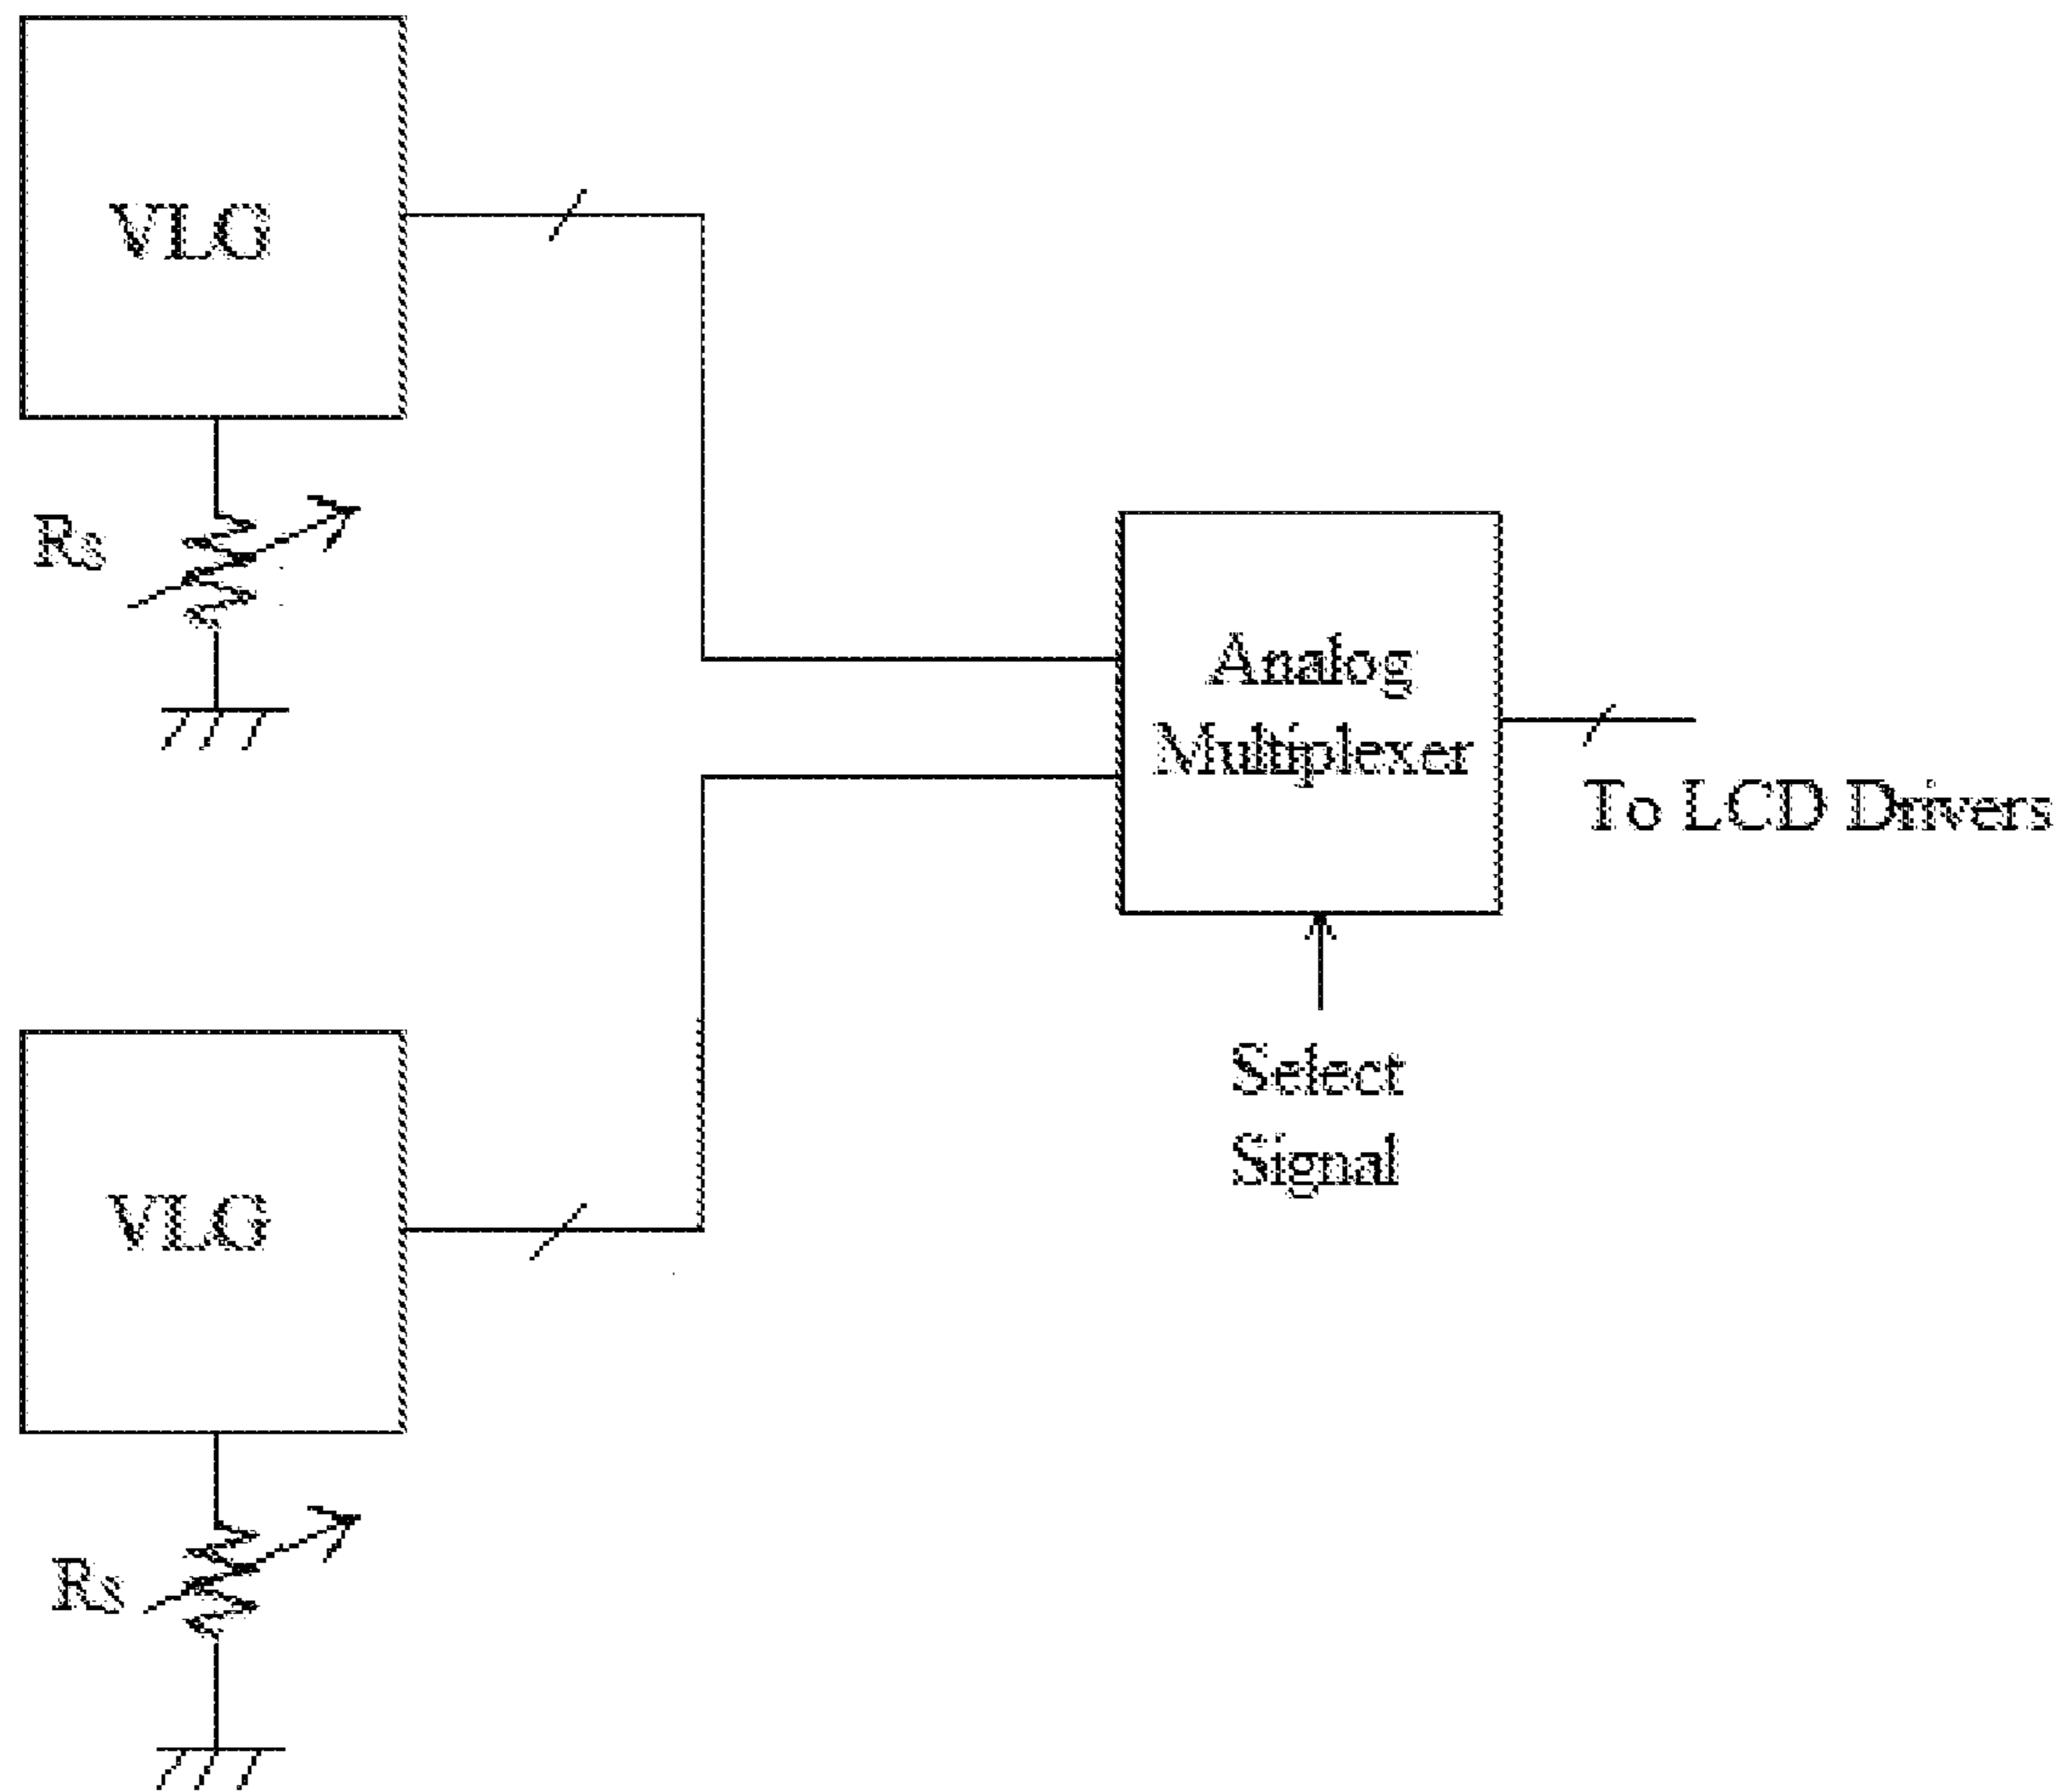 VLG
Rs
Analog
Multiplexer
To LCD Drivers
Select
Signal
VLG
Rs